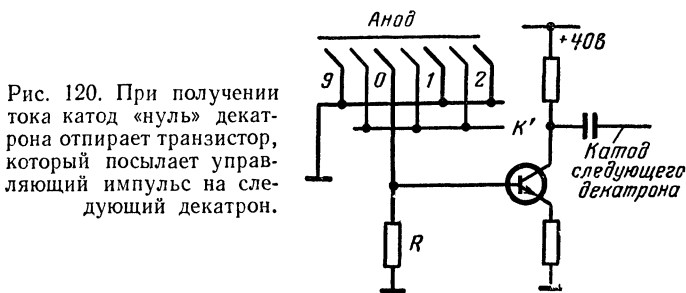 Рис. 120. При получении
тока катод «нуль» декат-
рона отпирает транзистор,
который посылает управ-
ляющий импульс на сле-
дующий декатрон.
Анод
9 0 1 2
К'
+40в
Катод
следующего
декатрона
R